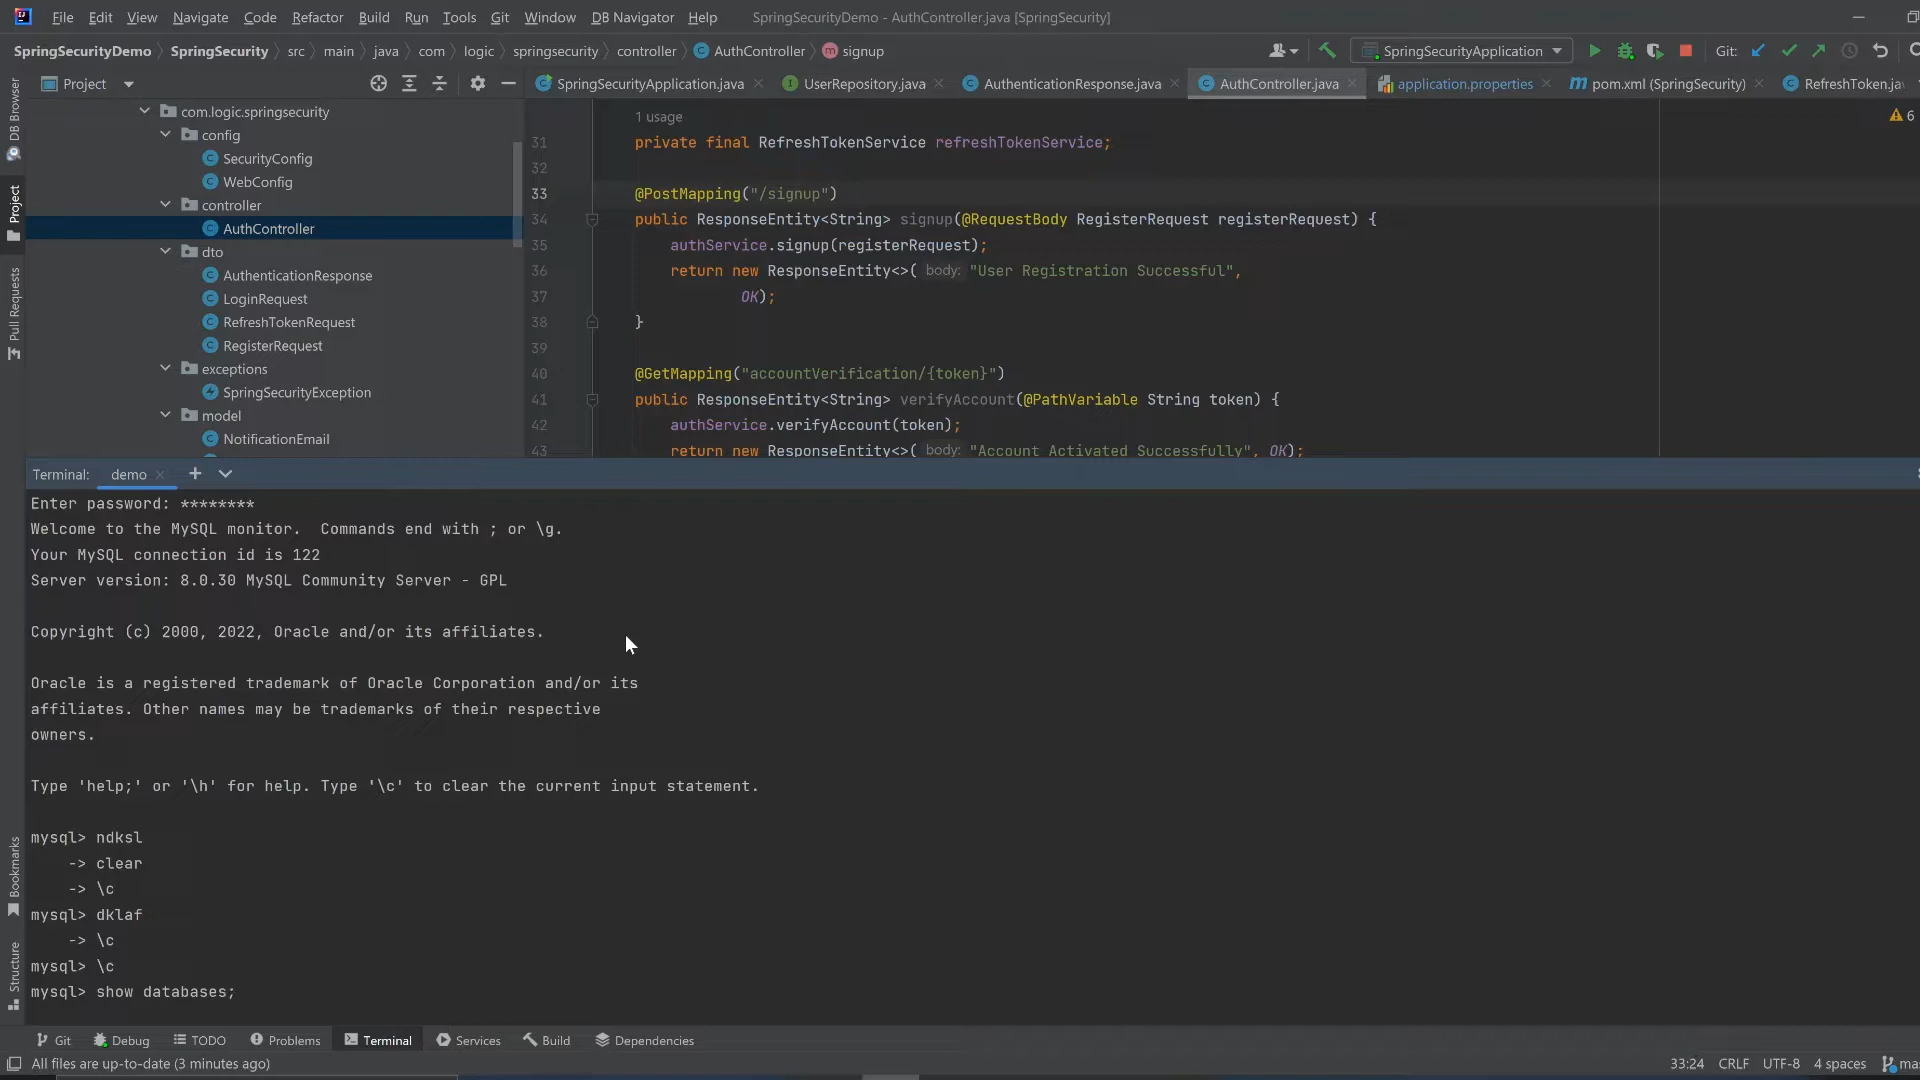 File Edit View Navigate Code Refactor Build Run Tools Git Window DB Navigator Help SpringSecurityDemo - AuthController.java [SpringSecurity]
SpringSecurityDemo SpringSecurity src main java com logic springsecurity controller AuthController signup SpringSecurityApplication Git:
Project SpringSecurityApplication.java UserRepository.java AuthenticationResponse.java AuthController.java application.properties pom.xml (SpringSecurity) RefreshToken.ja
DB Browser
Project
Pull Requests
Bookmarks
Structure
com.logic.springsecurity
config
SecurityConfig
WebConfig
controller
AuthController
dto
AuthenticationResponse
LoginRequest
RefreshTokenRequest
RegisterRequest
exceptions
SpringSecurityException
model
NotificationEmail
1 usage
6
31 private final RefreshTokenService refreshTokenService;
32
33 @PostMapping("/signup")
34 public ResponseEntity<String> signup(@RequestBody RegisterRequest registerRequest) {
35 authService.signup(registerRequest);
36 return new ResponseEntity<>( body: "User Registration Successful",
37 OK);
38 }
39
40 @GetMapping("accountVerification/{token}")
41 public ResponseEntity<String> verifyAccount(@PathVariable String token) {
42 authService.verifyAccount(token);
43 return new ResponseEntity<>( body: "Account Activated Successfully", OK);
Terminal: demo
Enter password: ********
Welcome to the MySQL monitor.  Commands end with ; or \g.
Your MySQL connection id is 122
Server version: 8.0.30 MySQL Community Server - GPL
Copyright (c) 2000, 2022, Oracle and/or its affiliates.
Oracle is a registered trademark of Oracle Corporation and/or its
affiliates. Other names may be trademarks of their respective
owners.
Type 'help;' or '\h' for help. Type '\c' to clear the current input statement.
mysql> ndksl
-> clear
-> \c
mysql> dklaf
-> \c
mysql> \c
mysql> show databases;
Git Debug TODO Problems Terminal Services Build Dependencies
All files are up-to-date (3 minutes ago) 33:24 CRLF UTF-8 4 spaces mas